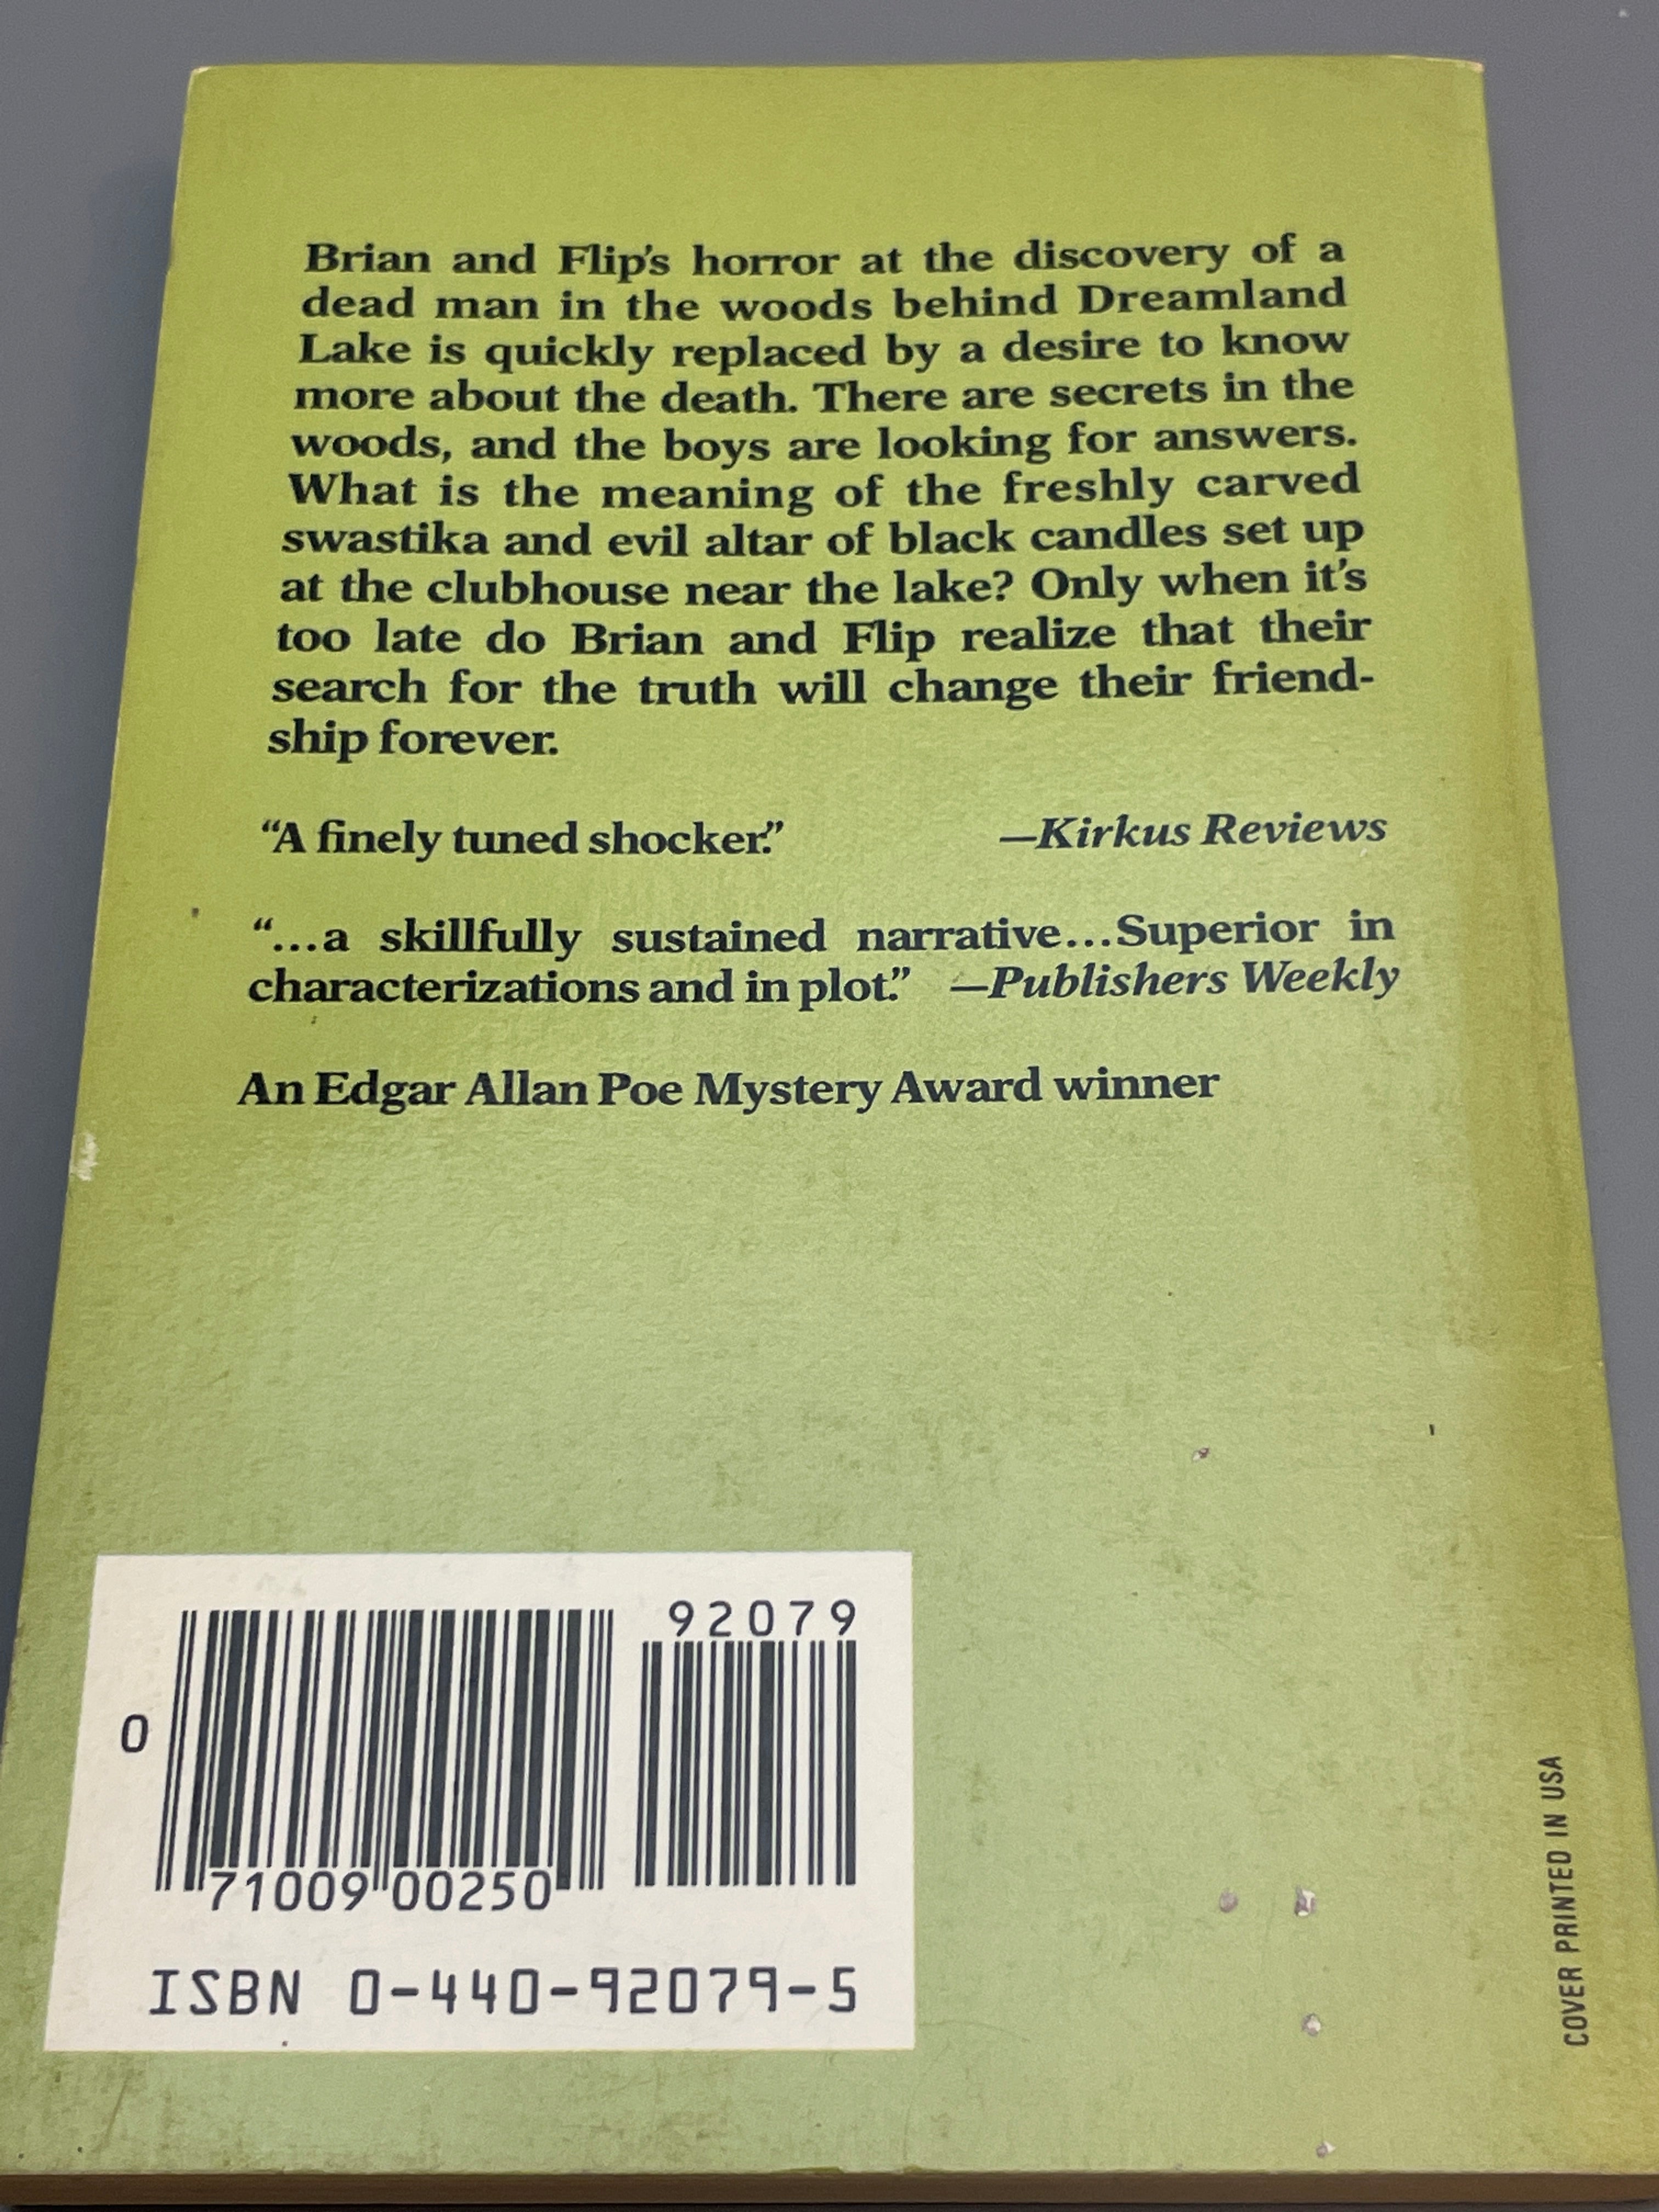 Brian and Flip's horror at the discovery of a
dead man in the woods behind Dreamland
Lake is quickly replaced by a desire to know
more about the death. There are secrets in the
woods, and the boys are looking for answers.
What is the meaning of the freshly carved
swastika and evil altar of black candles set up
at the clubhouse near the lake? Only when it's
too late do Brian and Flip realize that their
search for the truth will change their friend-
ship forever.
“A finely tuned shocker.” —Kirkus Reviews
“...a skillfully sustained narrative...Superior in
characterizations and in plot.” —Publishers Weekly
An Edgar Allan Poe Mystery Award winner
92079
0
71009 00250
ISBN 0-440-92079-5
COVER PRINTED IN USA